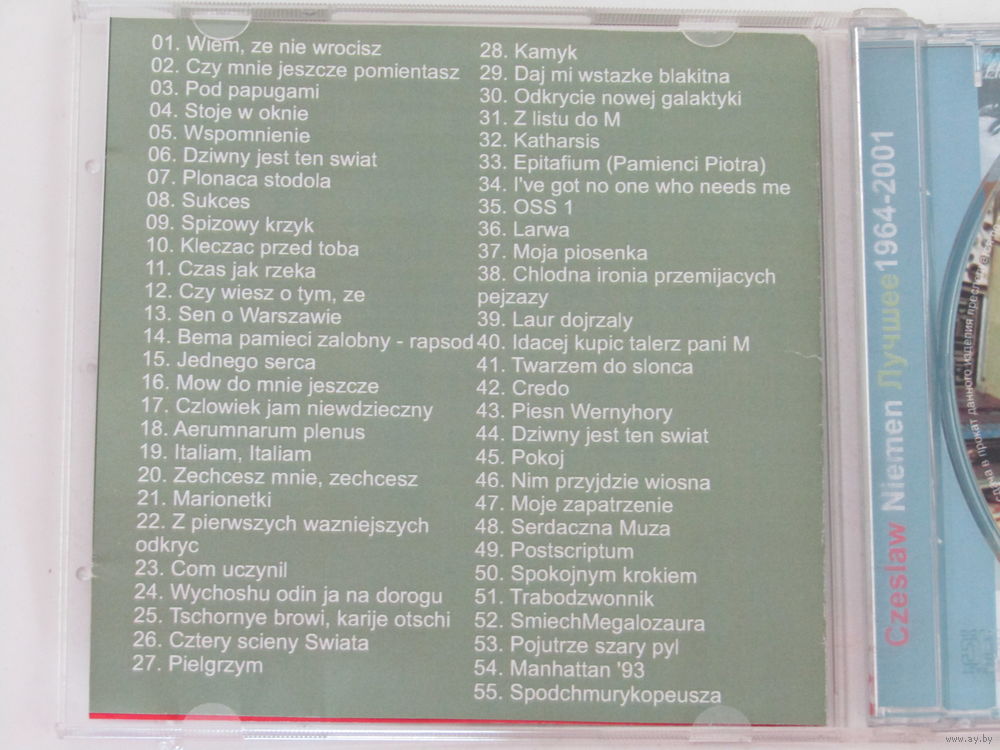 01. Wiem, ze nie wrocisz
02. Czy mnie jeszcze pomientasz
03. Pod papugami
04. Stoje w oknie
05. Wspomnienie
06. Dziwny jest ten swiat
07. Plonaca stodola
08. Sukces
09. Spizowy krzyk
10. Kleczac przed toba
11. Czas jak rzeka
12. Czy wiesz o tym, ze
13. Sen o Warszawie
14. Bema pamieci zalobny - rapsod
15. Jednego serca
16. Mow do mnie jeszcze
17. Czlowiek jam niewdzieczny
18. Aerumnarum plenus
19. Italiam, Italiam
20. Zechcesz mnie, zechcesz
21. Marionetki
22. Z pierwszych wazniejszych
odkryc
23. Com uczynil
24. Wychoshu odin ja na dorogu
25. Tschornye browi, karije otschi
26. Cztery scieny Swiata
27. Pielgrzym
28. Kamyk
29. Daj mi wstazke blakitna
30. Odkrycie nowej galaktyki
31. Z listu do M
32. Katharsis
33. Epitafium (Pamienci Piotra)
34. I've got no one who needs me
35. OSS 1
36. Larwa
37. Moja piosenka
38. Chlodna ironia przemijacych
pejzazy
39. Laur dojrzaly
40. Idacej kupic talerz pani M
41. Twarzem do slonca
42. Credo
43. Piesn Wernyhory
44. Dziwny jest ten swiat
45. Pokoj
46. Nim przyjdzie wiosna
47. Moje zapatrzenie
48. Serdaczna Muza
49. Postscriptum
50. Spokojnym krokiem
51. Trabodzwonnik
52. SmiechMegalozaura
53. Pojutrze szary pyl
54. Manhattan '93
55. Spodchmurykopeusza
Czeslaw Niemen Лучшее 1964-2001
в прокат данного изделия преслед
www.ay.by